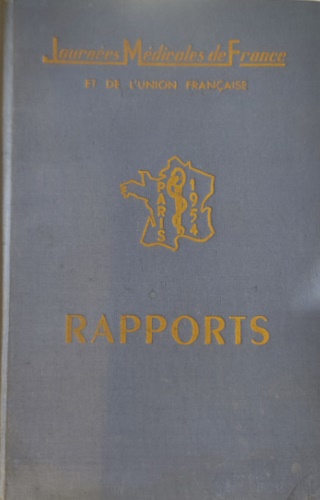 Journées Médicales de France
ET DE L'UNION FRANÇAISE
PARIS
1954
RAPPORTS